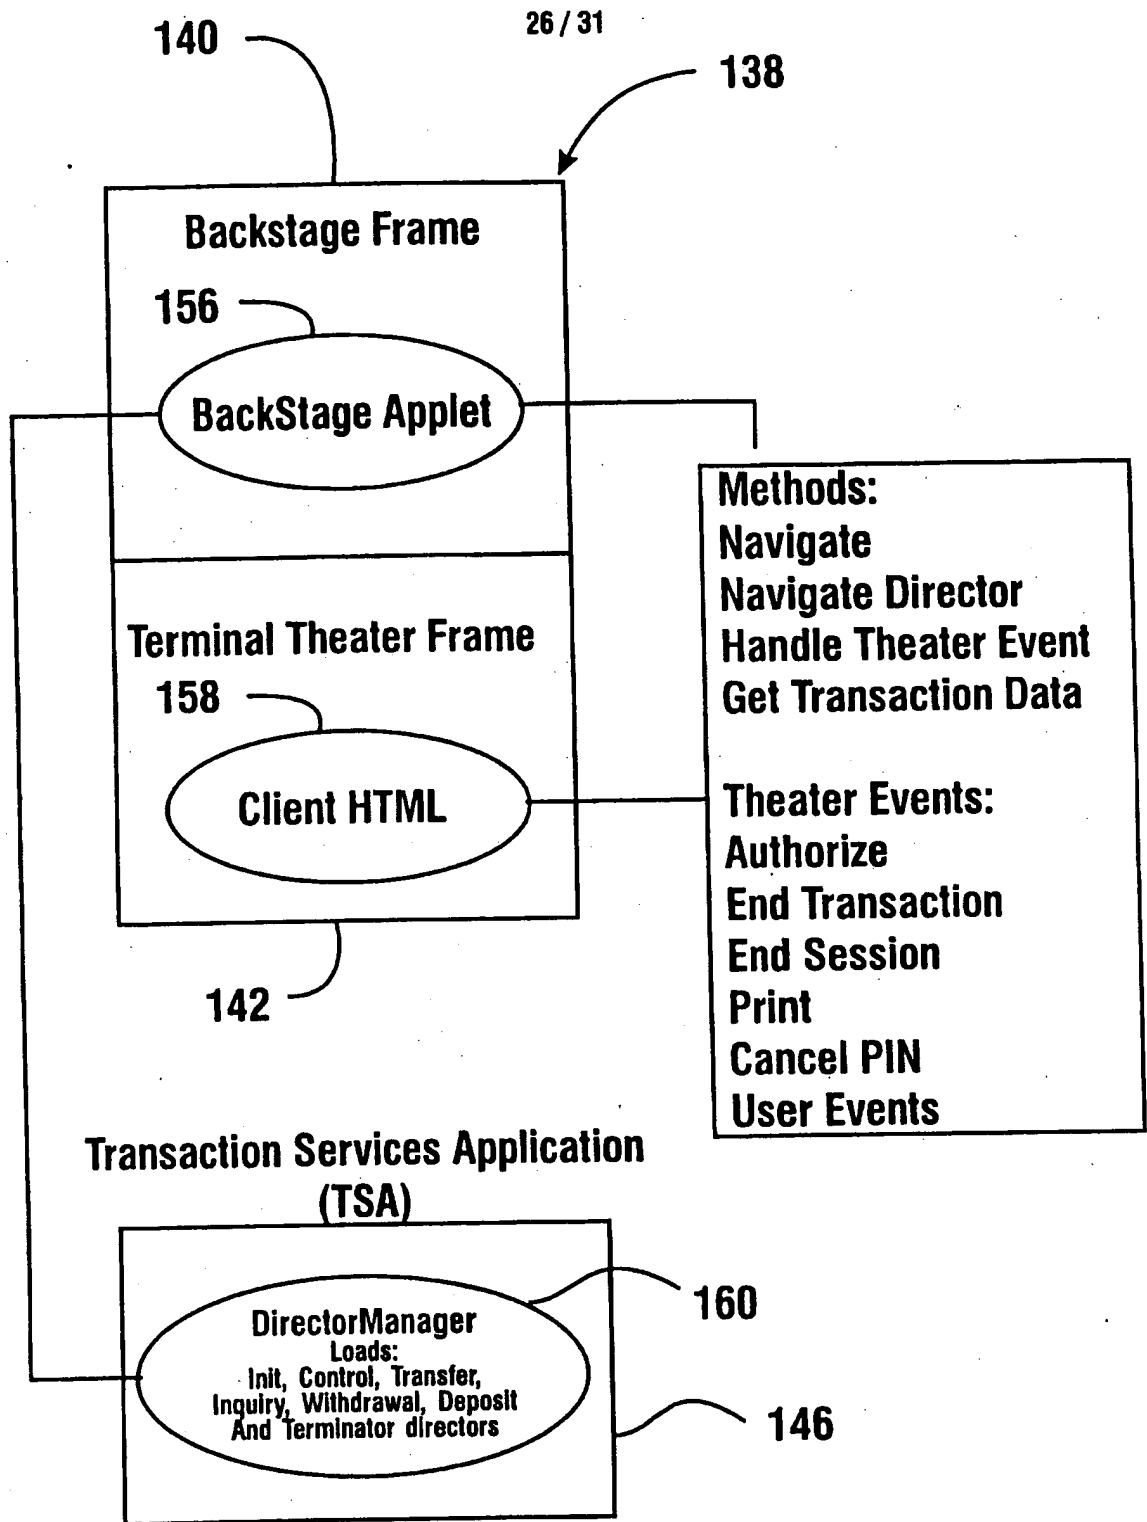 26 / 31
140
138
Backstage Frame
156
BackStage Applet
Methods:
Navigate
Navigate Director
Handle Theater Event
Get Transaction Data
Theater Events:
Authorize
End Transaction
End Session
Print
Cancel PIN
User Events
Terminal Theater Frame
158
Client HTML
142
Transaction Services Application
(TSA)
160
DirectorManager
Loads:
Init, Control, Transfer,
Inquiry, Withdrawal, Deposit
And Terminator directors
146